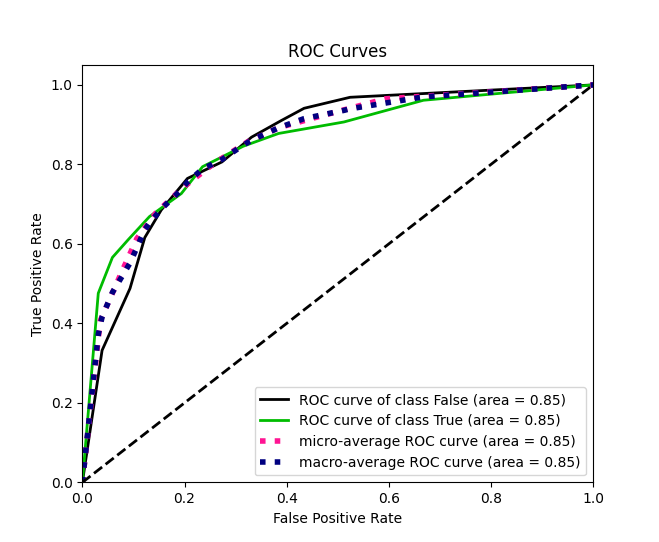 ROC Curves
True Positive Rate
1.0
0.8
0.6
0.4
0.2
0.0
ROC curve of class False (area = 0.85)
ROC curve of class True (area = 0.85)
micro-average ROC curve (area = 0.85)
macro-average ROC curve (area = 0.85)
0.0 0.2 0.4 0.6 0.8 1.0
False Positive Rate